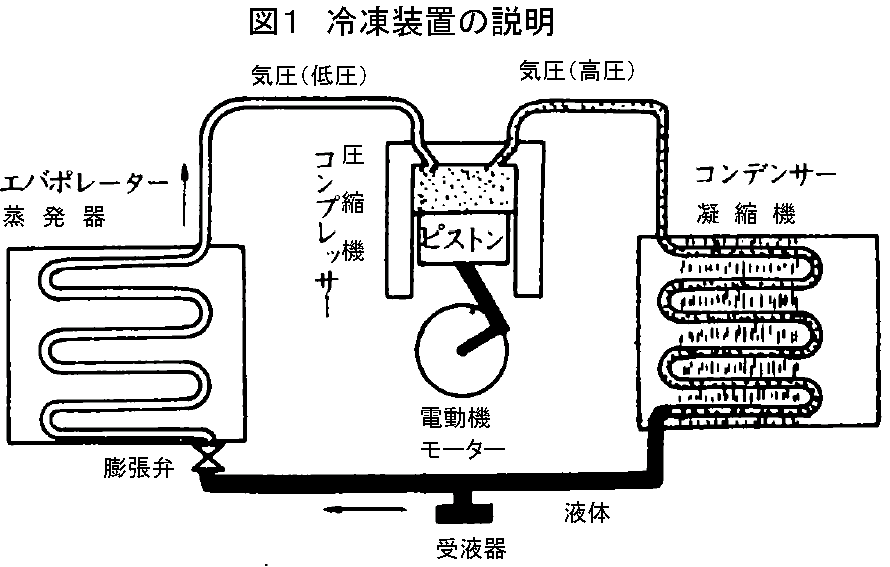 図１ 冷凍装置の説明
気圧(低圧)
気圧(高圧)
エバポレーター
蒸発器
圧縮機
コンプレッサー
ピストン
コンデンサー
凝縮機
電動機
モーター
膨張弁
液体
受液器